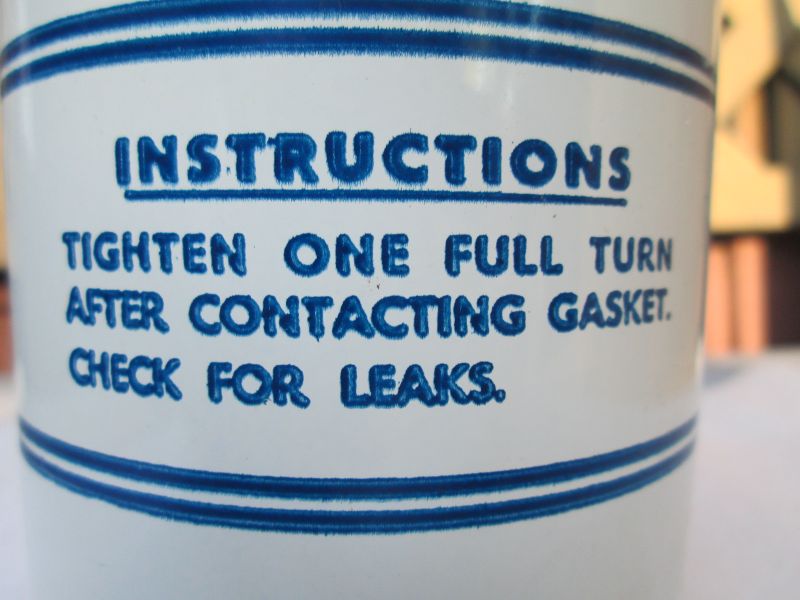 INSTRUCTIONS
TIGHTEN ONE FULL TURN
AFTER CONTACTING GASKET.
CHECK FOR LEAKS.